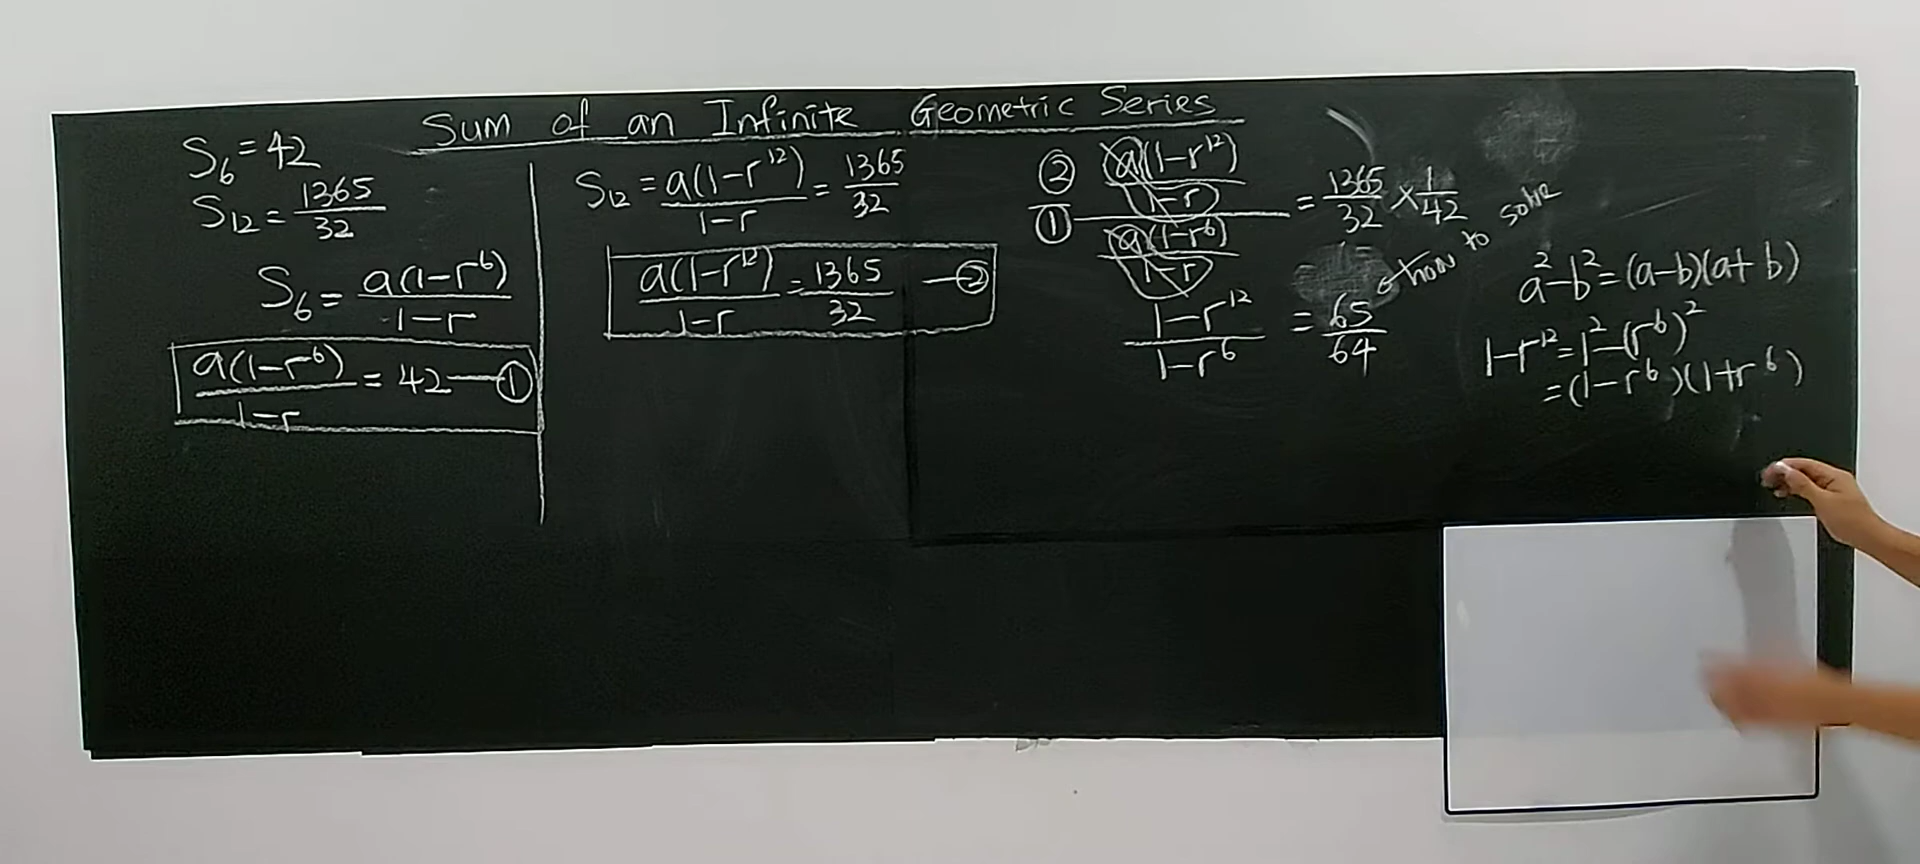 Sum of an Infinite Geometric Series
S₆ = 42
S₁₂ = 1365/32
S₆ = a(1-r⁶)/1-r
a(1-r⁶)/1-r = 42 — ①
S₁₂ = a(1-r¹²)/1-r = 1365/32
a(1-r¹²)/1-r = 1365/32 — ②
②/① a(1-r¹²)/1-r / a(1-r⁶)/1-r = 1365/32 × 1/42
1-r¹²/1-r⁶ = 65/64
how to solve
a²-b² = (a-b)(a+b)
1-r¹² = 1²-(r⁶)²
= (1-r⁶)(1+r⁶)